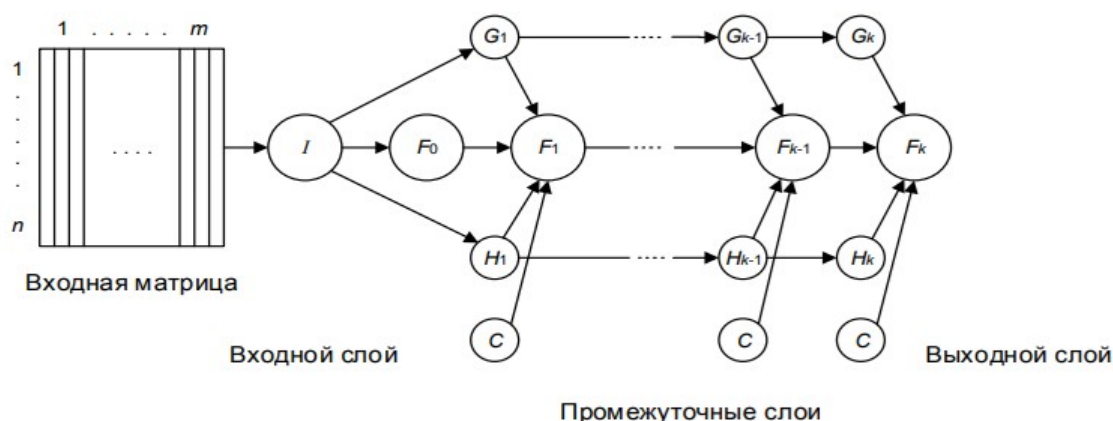 1 . . . . . m
G1 ---- Gk-1 Gk
1
.
.
.
.
.
.
n
. . . .
I F0 F1 ---- Fk-1 Fk
H1 ---- Hk-1 Hk
Входная матрица
C C C
Входной слой
Выходной слой
Промежуточные слои